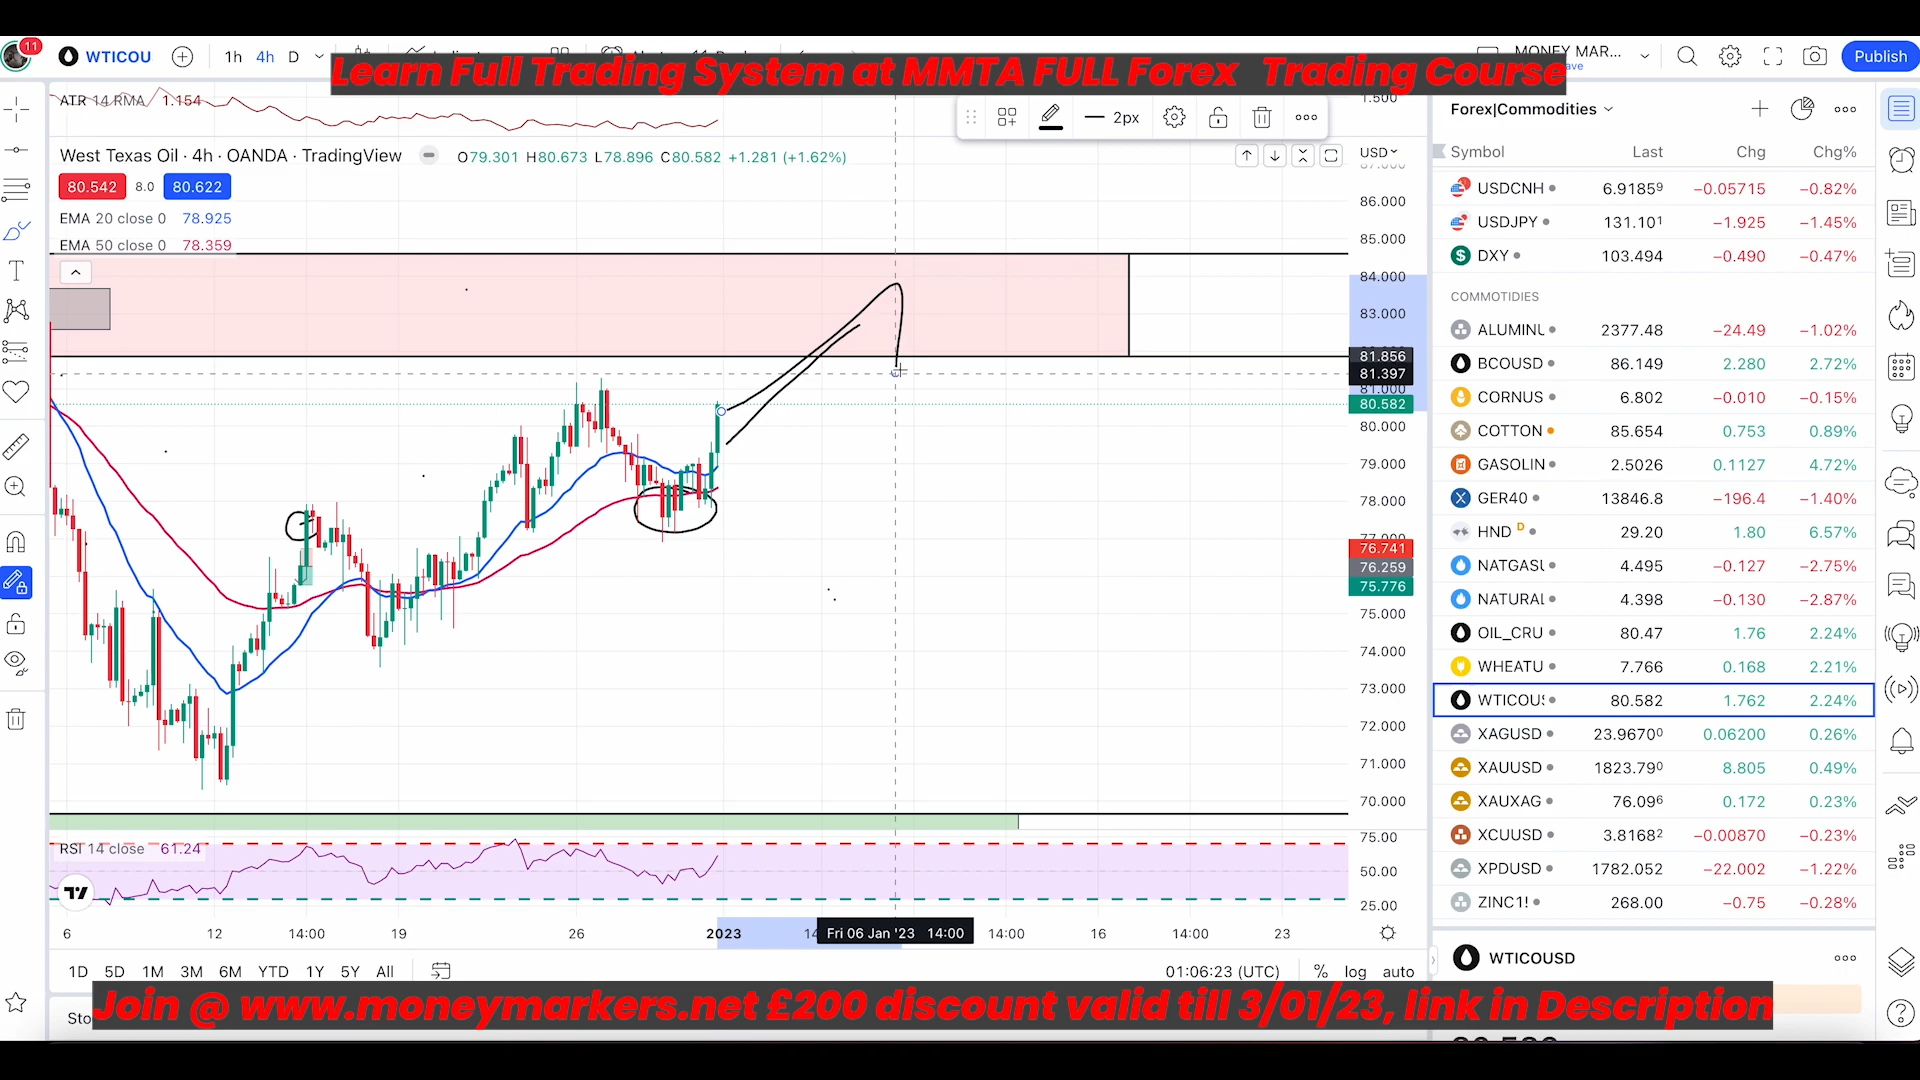 11
WTICOU
1h 4h D
MONEY MAR...
Publish
Learn Full Trading System at MMTA FULL Forex Trading Course
ATR 14 RMA 1.154
2px
West Texas Oil · 4h · OANDA · TradingView
O79.301 H80.673 L78.896 C80.582 +1.281 (+1.62%)
80.542 8.0 80.622
EMA 20 close 0 78.925
EMA 50 close 0 78.359
1.500
USD
87.000
86.000
85.000
84.000
83.000
81.856
81.397
81.000
80.582
80.000
79.000
78.000
77.000
76.741
76.259
75.776
75.000
74.000
73.000
72.000
71.000
70.000
75.00
50.00
25.00
RSI 14 close 61.24
6 12 14:00 19 26 2023 14 Fri 06 Jan '23 14:00 14:00 16 14:00 23
1D 5D 1M 3M 6M YTD 1Y 5Y All
01:06:23 (UTC) % log auto
Forex|Commodities
Symbol Last Chg Chg%
USDCNH 6.9185⁹ −0.05715 −0.82%
USDJPY 131.10¹ −1.925 −1.45%
DXY 103.494 −0.490 −0.47%
COMMOTIDIES
ALUMINU 2377.48 −24.49 −1.02%
BCOUSD 86.149 2.280 2.72%
CORNUS 6.802 −0.010 −0.15%
COTTON 85.654 0.753 0.89%
GASOLIN 2.5026 0.1127 4.72%
GER40 13846.8 −196.4 −1.40%
HND D 29.20 1.80 6.57%
NATGASU 4.495 −0.127 −2.75%
NATURAL 4.398 −0.130 −2.87%
OIL_CRU 80.47 1.76 2.24%
WHEATU 7.766 0.168 2.21%
WTICOUS 80.582 1.762 2.24%
XAGUSD 23.9670⁰ 0.06200 0.26%
XAUUSD 1823.79⁰ 8.805 0.49%
XAUXAG 76.09⁶ 0.172 0.23%
XCUUSD 3.8168² −0.00870 −0.23%
XPDUSD 1782.052 −22.002 −1.22%
ZINC1! 268.00 −0.75 −0.28%
WTICOUSD
Sto
Join @ www.moneymarkers.net £200 discount valid till 3/01/23, link in Description